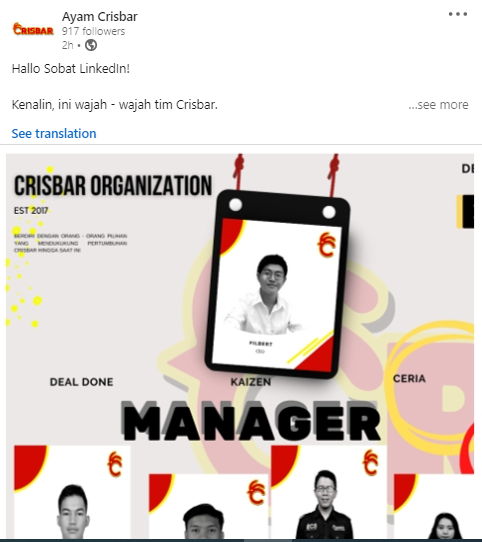 CRISBAR
Ayam Crisbar
917 followers
2h •
Hallo Sobat LinkedIn!
Kenalin, ini wajah - wajah tim Crisbar.
...see more
See translation
CRISBAR ORGANIZATION
EST 2017
BERDIRI DENGAN ORANG - ORANG PILIHAN
YANG MENDUKUKUNG PERTUMBUHAN
CRISBAR HINGGA SAAT INI
DE
FILBERT
CEO
DEAL DONE
KAIZEN
CERIA
MANAGER